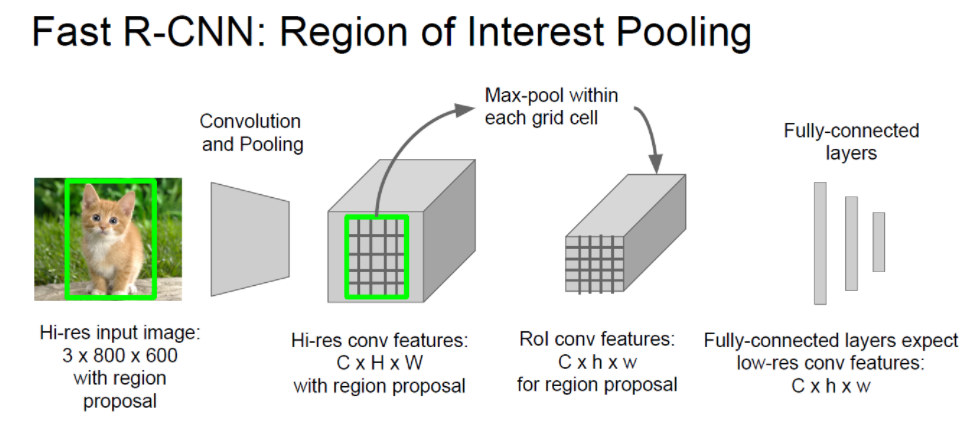 Fast R-CNN: Region of Interest Pooling
Convolution
and Pooling
Max-pool within
each grid cell
Fully-connected
layers
Hi-res input image:
3 x 800 x 600
with region
proposal
Hi-res conv features:
C x H x W
with region proposal
RoI conv features:
C x h x w
for region proposal
Fully-connected layers expect
low-res conv features:
C x h x w